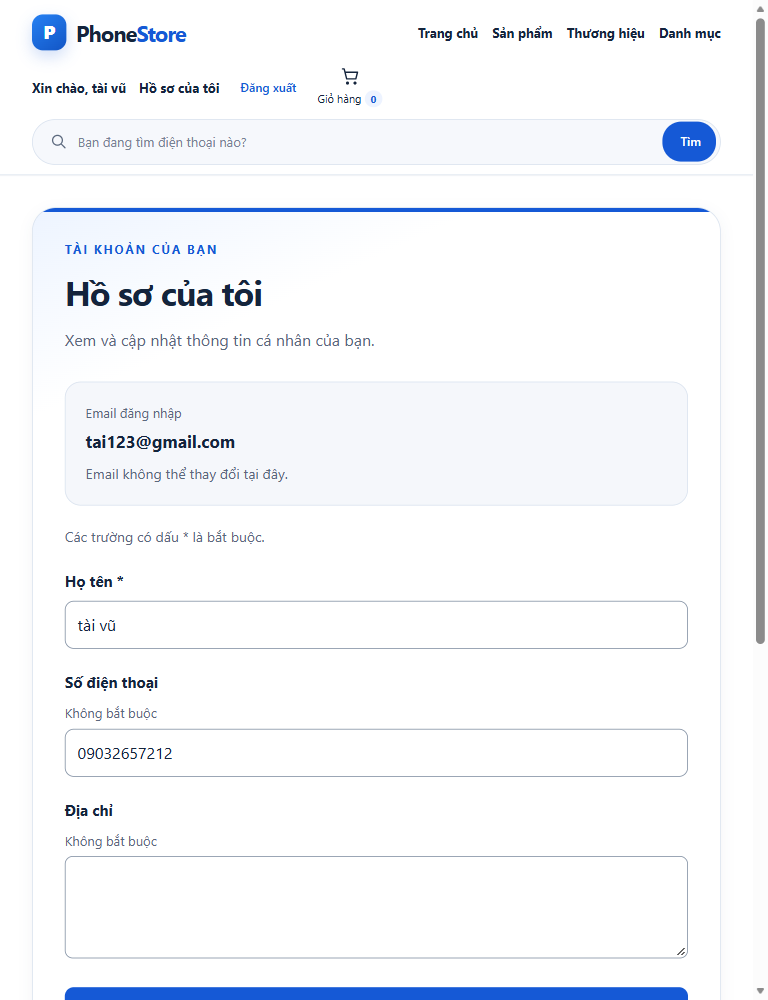 P PhoneStore
Trang chủ Sản phẩm Thương hiệu Danh mục
Xin chào, tài vũ Hồ sơ của tôi Đăng xuất Giỏ hàng 0
Bạn đang tìm điện thoại nào? Tìm
TÀI KHOẢN CỦA BẠN
Hồ sơ của tôi
Xem và cập nhật thông tin cá nhân của bạn.
Email đăng nhập
tai123@gmail.com
Email không thể thay đổi tại đây.
Các trường có dấu * là bắt buộc.
Họ tên *
tài vũ
Số điện thoại
Không bắt buộc
09032657212
Địa chỉ
Không bắt buộc